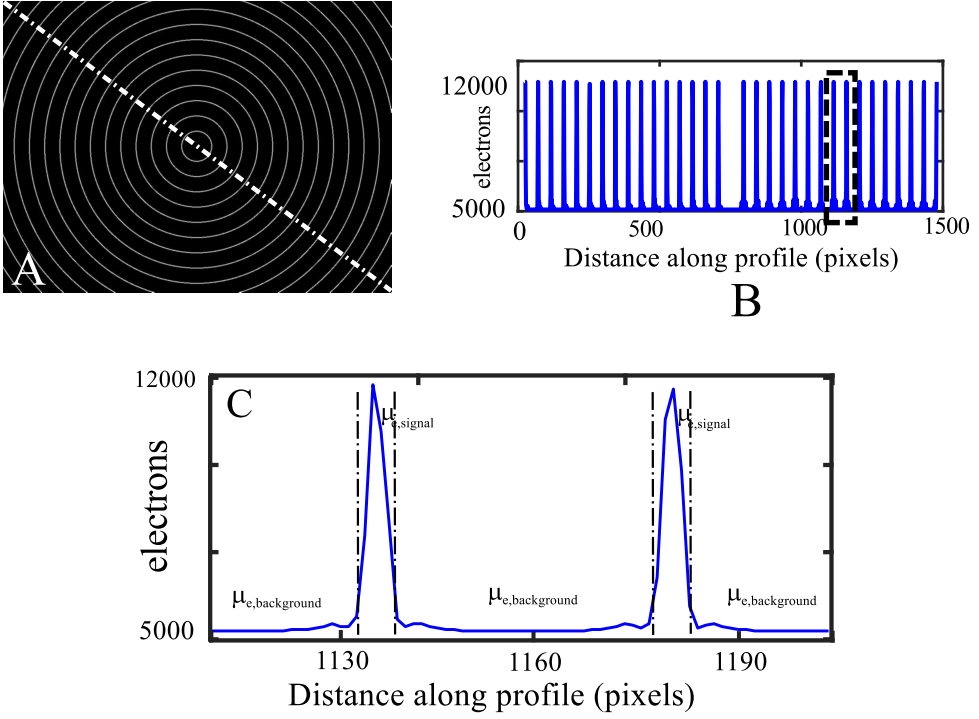 A
12000
electrons
5000
0
500
1000
1500
Distance along profile (pixels)
B
12000
C
μe,signal
μe,signal
electrons
μe,background
μe,background
μe,background
5000
1130
1160
1190
Distance along profile (pixels)